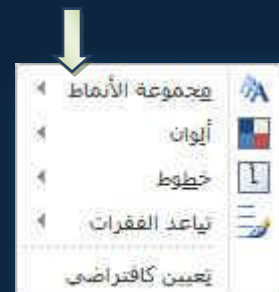 مجموعة الأنماط
ألوان
خطوط
تباعد الفقرات
تعيين كافتراضي